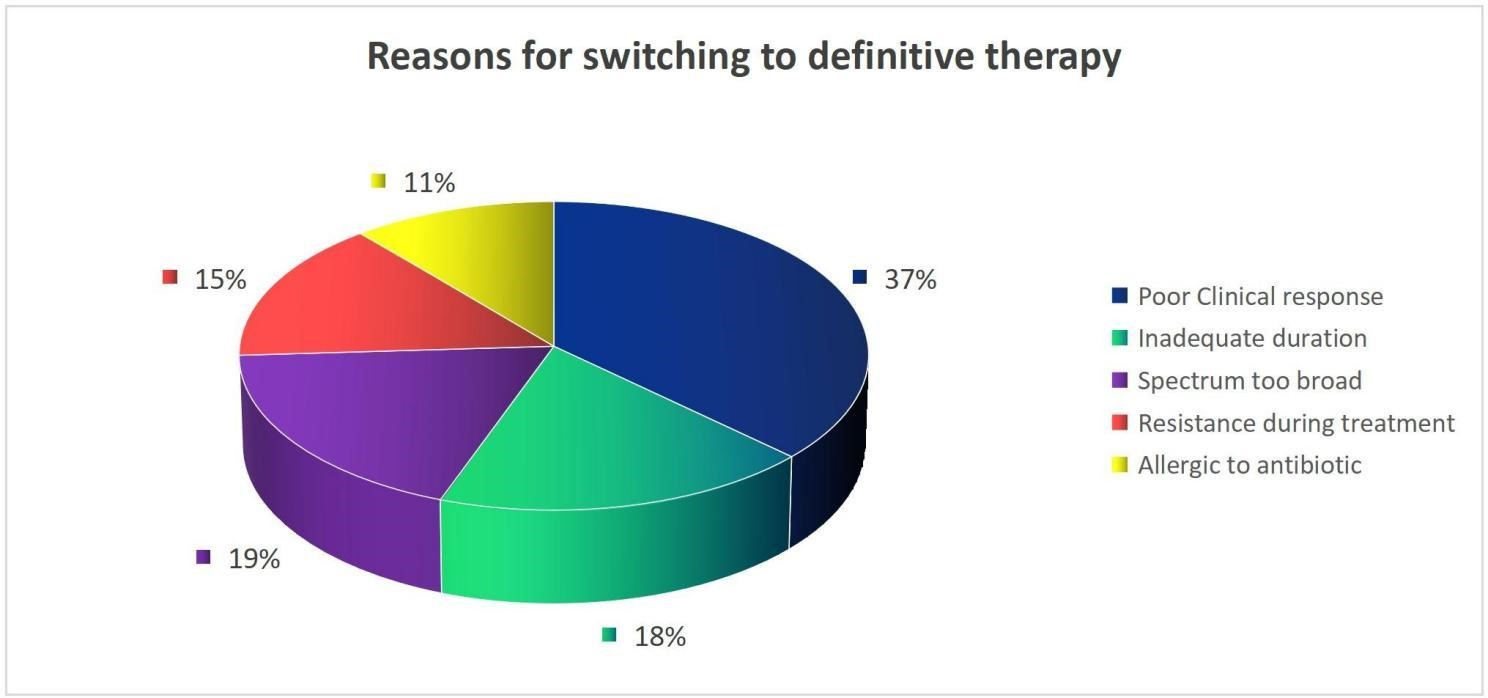 Reasons for switching to definitive therapy
11%
15%
37%
19%
18%
Poor Clinical response
Inadequate duration
Spectrum too broad
Resistance during treatment
Allergic to antibiotic